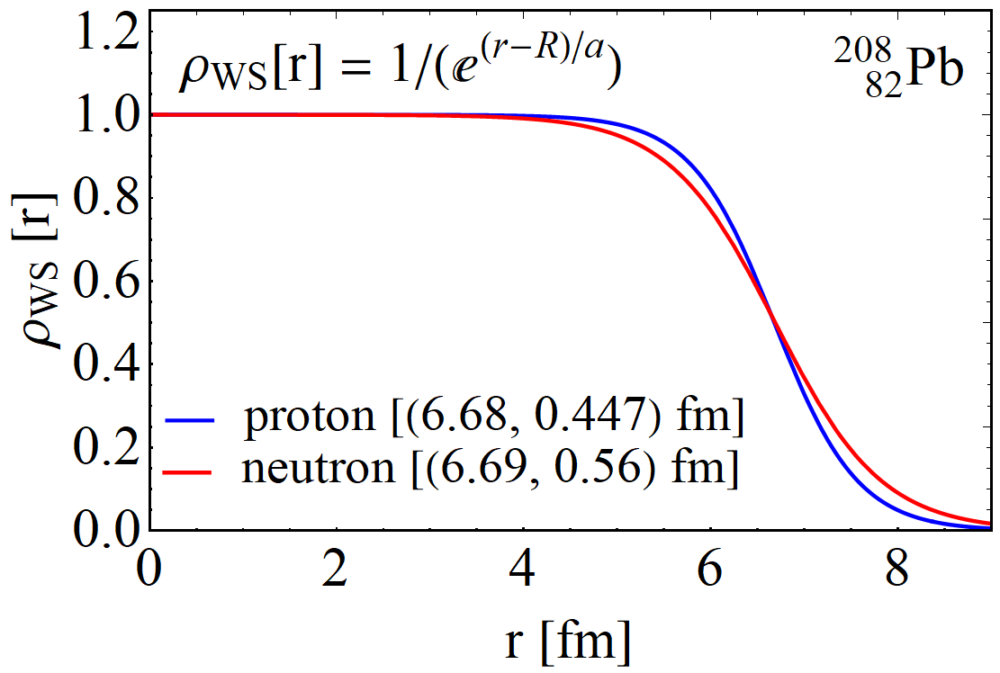 ρWS[r] = 1/(ⅇ^(r−R)/a)
208
82Pb
1.2
1.0
0.8
0.6
0.4
0.2
0.0
ρWS [r]
proton [(6.68, 0.447) fm]
neutron [(6.69, 0.56) fm]
0 2 4 6 8
r [fm]